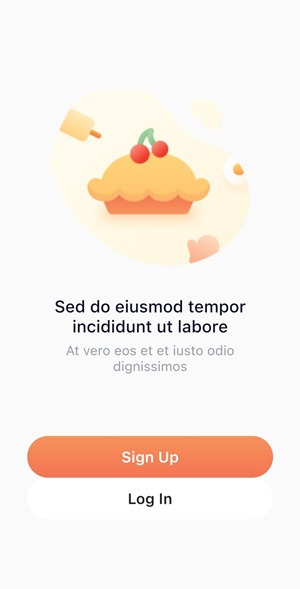 Sed do eiusmod tempor
incididunt ut labore
At vero eos et et iusto odio
dignissimos
Sign Up
Log In